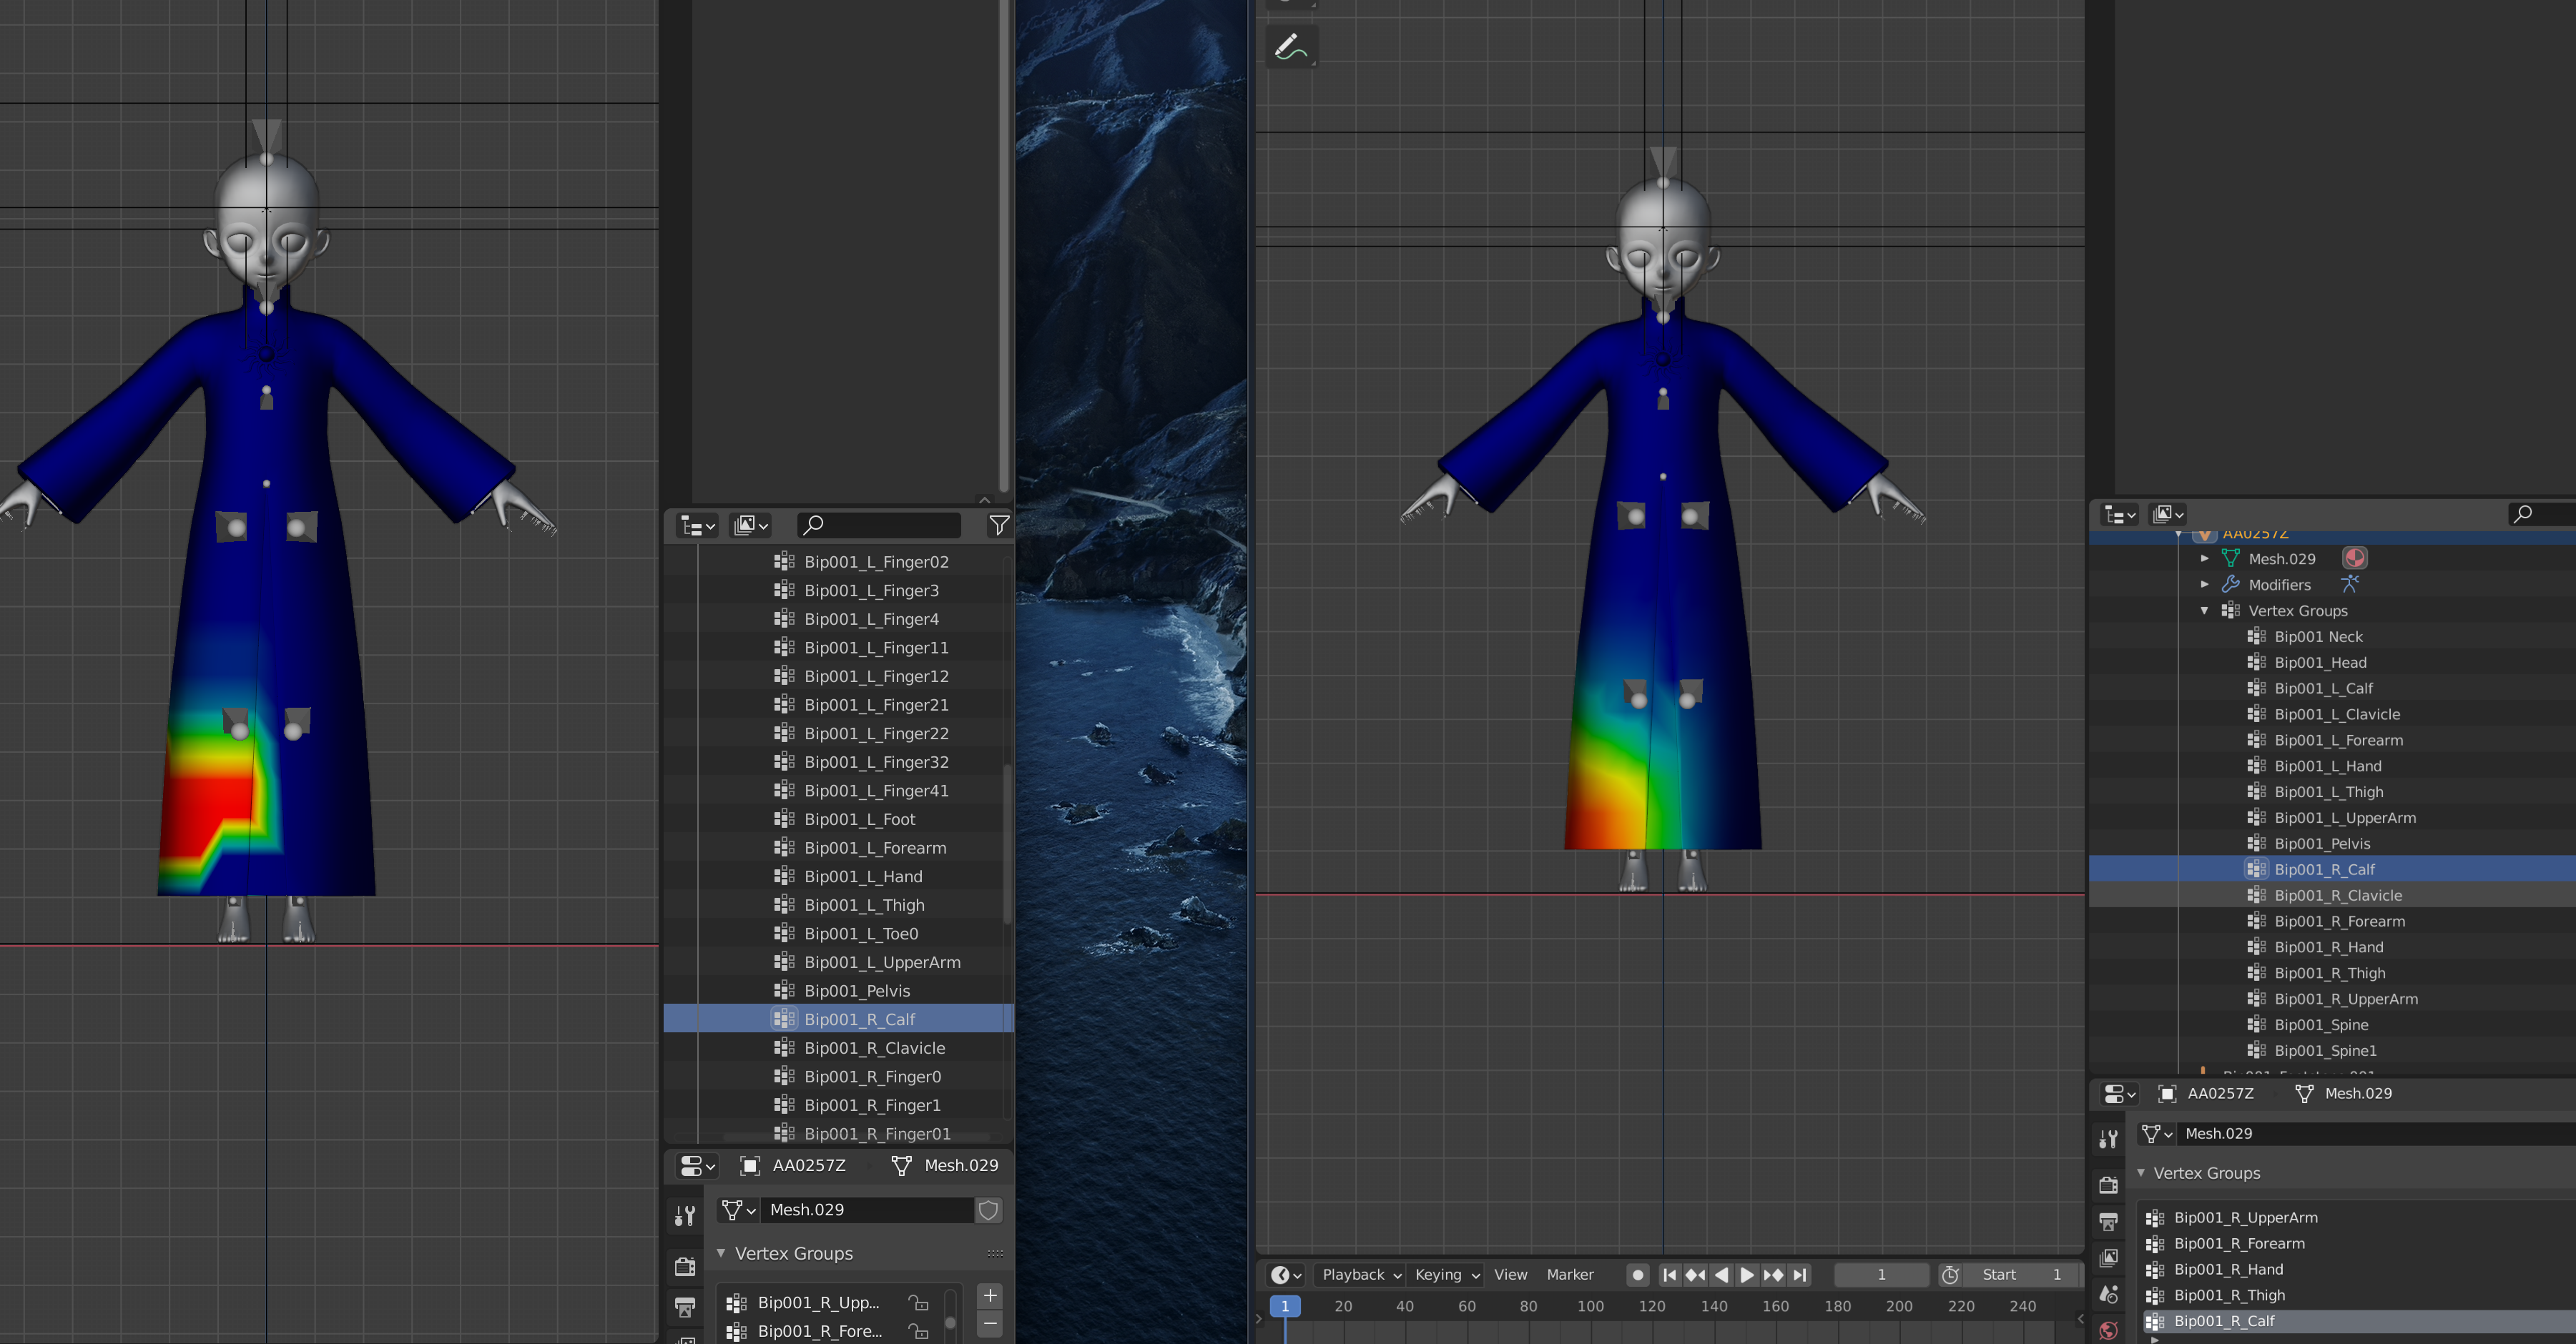 Bip001_L_Finger02
Bip001_L_Finger3
Bip001_L_Finger4
Bip001_L_Finger11
Bip001_L_Finger12
Bip001_L_Finger21
Bip001_L_Finger22
Bip001_L_Finger32
Bip001_L_Finger41
Bip001_L_Foot
Bip001_L_Forearm
Bip001_L_Hand
Bip001_L_Thigh
Bip001_L_Toe0
Bip001_L_UpperArm
Bip001_Pelvis
Bip001_R_Calf
Bip001_R_Clavicle
Bip001_R_Finger0
Bip001_R_Finger1
Bip001_R_Finger01
AA0257Z Mesh.029
Mesh.029
Vertex Groups
Bip001_R_Upp...
Bip001_R_Fore...
Playback Keying View Marker 1 Start 1
1 20 40 60 80 100 120 140 160 180 200 220 240
AA0257Z
Mesh.029
Modifiers
Vertex Groups
Bip001 Neck
Bip001_Head
Bip001_L_Calf
Bip001_L_Clavicle
Bip001_L_Forearm
Bip001_L_Hand
Bip001_L_Thigh
Bip001_L_UpperArm
Bip001_Pelvis
Bip001_R_Calf
Bip001_R_Clavicle
Bip001_R_Forearm
Bip001_R_Hand
Bip001_R_Thigh
Bip001_R_UpperArm
Bip001_Spine
Bip001_Spine1
AA0257Z Mesh.029
Mesh.029
Vertex Groups
Bip001_R_UpperArm
Bip001_R_Forearm
Bip001_R_Hand
Bip001_R_Thigh
Bip001_R_Calf